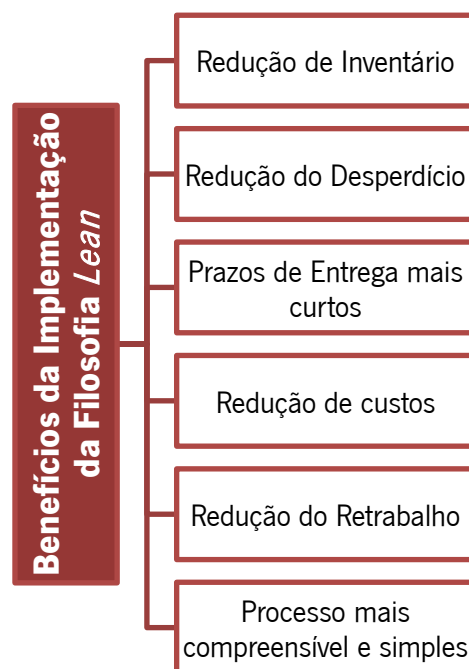 Benefícios da Implementação
da Filosofia Lean
Redução de Inventário
Redução do Desperdício
Prazos de Entrega mais
curtos
Redução de custos
Redução do Retrabalho
Processo mais
compreensível e simples